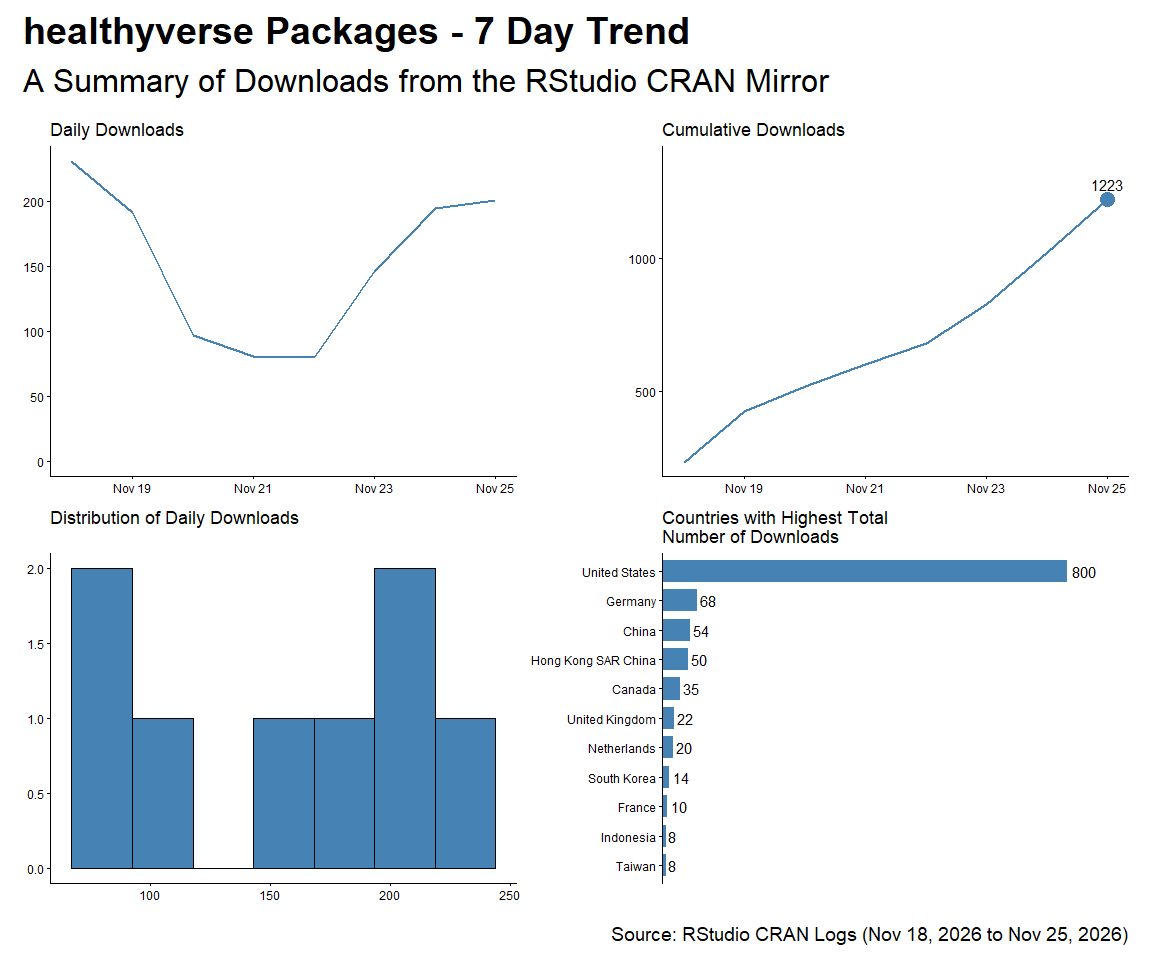 healthyverse Packages - 7 Day Trend
A Summary of Downloads from the RStudio CRAN Mirror
Daily Downloads
200
150
100
50
0
Nov 19
Nov 21
Nov 23
Nov 25
Cumulative Downloads
1223
1000
500
Nov 19
Nov 21
Nov 23
Nov 25
Distribution of Daily Downloads
2.0
1.5
1.0
0.5
0.0
100
150
200
250
Countries with Highest Total
Number of Downloads
United States 800
Germany 68
China 54
Hong Kong SAR China 50
Canada 35
United Kingdom 22
Netherlands 20
South Korea 14
France 10
Indonesia 8
Taiwan 8
Source: RStudio CRAN Logs (Nov 18, 2026 to Nov 25, 2026)